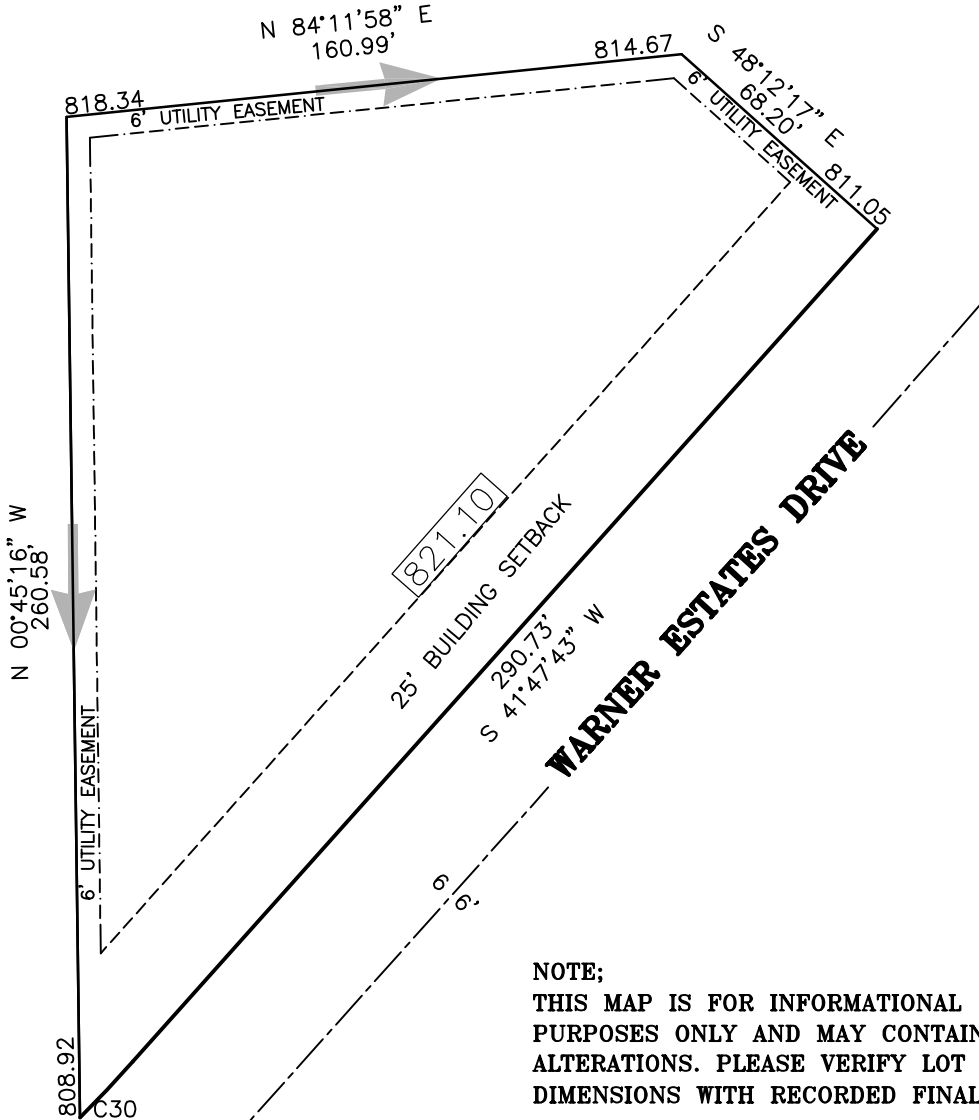 N 84°11'58" E
160.99'
814.67
S 48°12'17" E
68.20'
818.34
6' UTILITY EASEMENT
6' UTILITY EASEMENT
811.05
N 00°45'16" W
260.58'
821.10
25' BUILDING SETBACK
290.73'
S 41°47'43" W
WARNER ESTATES DRIVE
6' UTILITY EASEMENT
66'
808.92
C30
NOTE;
THIS MAP IS FOR INFORMATIONAL
PURPOSES ONLY AND MAY CONTAIN
ALTERATIONS. PLEASE VERIFY LOT
DIMENSIONS WITH RECORDED FINAL